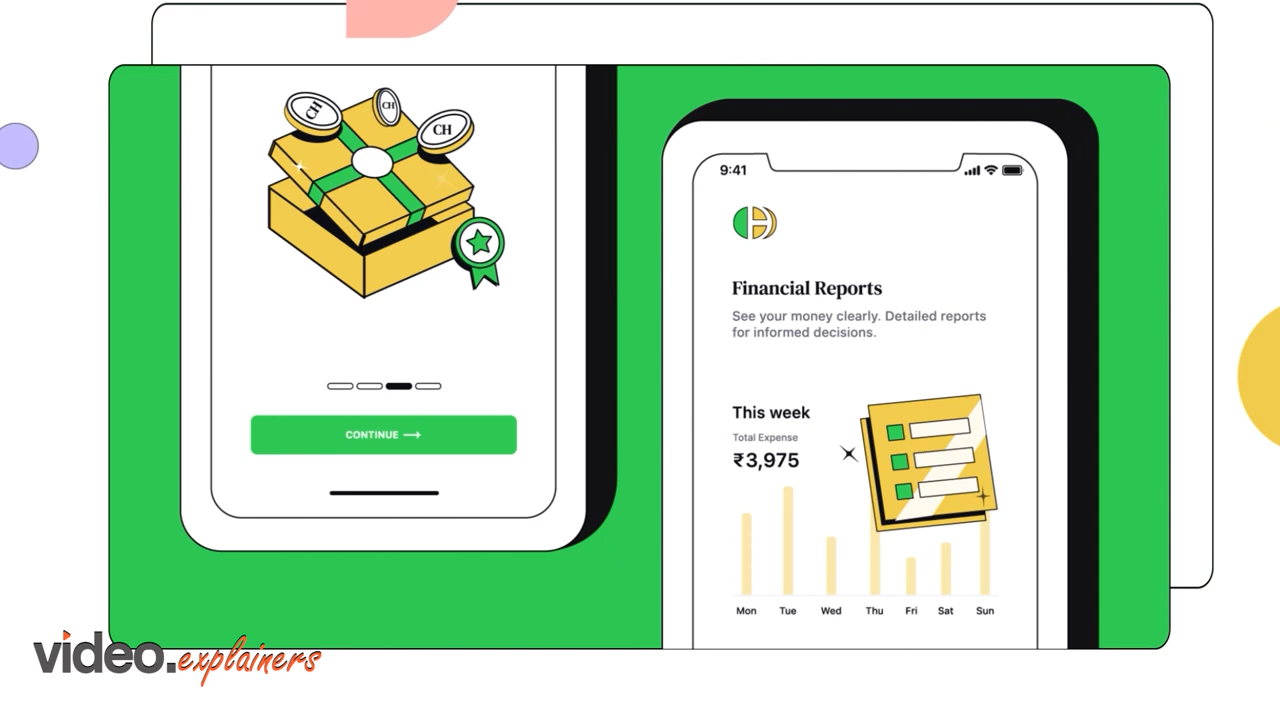 CH
CH
CH
CONTINUE
9:41
Financial Reports
See your money clearly. Detailed reports
for informed decisions.
This week
Total Expense
₹3,975
Mon Tue Wed Thu Fri Sat Sun
video.explainers